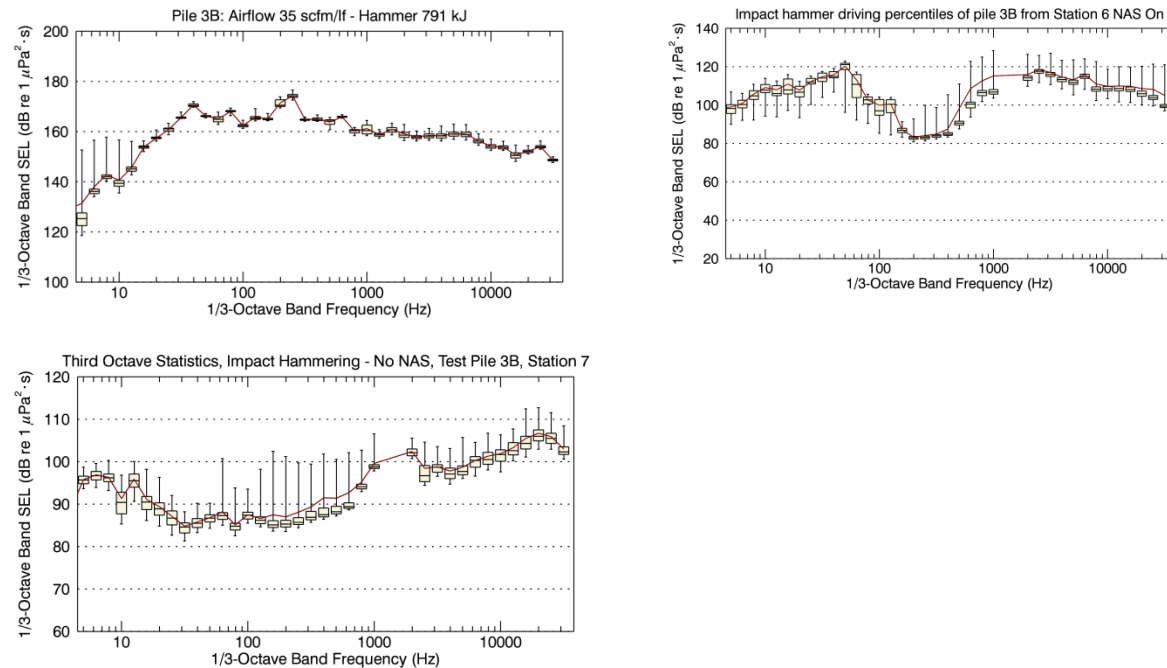 Pile 3B: Airflow 35 scfm/lf - Hammer 791 kJ
1/3-Octave Band SEL (dB re 1 μPa²·s)
200
180
160
140
120
100
10 100 1000 10000
1/3-Octave Band Frequency (Hz)
Impact hammer driving percentiles of pile 3B from Station 6 NAS On
1/3-Octave Band SEL (dB re 1 μPa²·s)
140
120
100
80
60
40
20
10 100 1000 10000
1/3-Octave Band Frequency (Hz)
Third Octave Statistics, Impact Hammering - No NAS, Test Pile 3B, Station 7
1/3-Octave Band SEL (dB re 1 μPa²·s)
120
110
100
90
80
70
60
10 100 1000 10000
1/3-Octave Band Frequency (Hz)